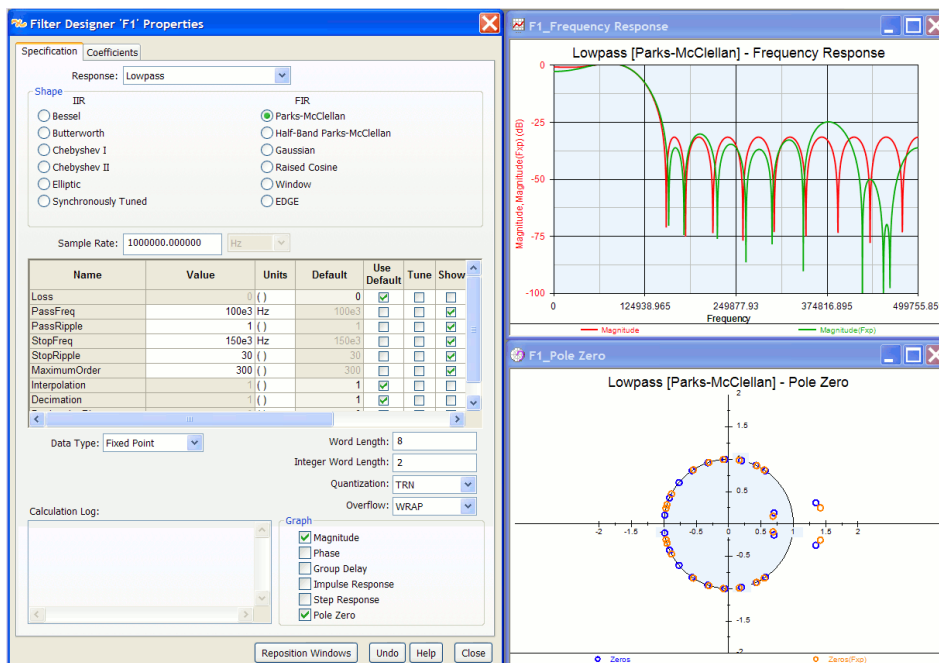 Filter Designer 'F1' Properties
Specification Coefficients
Response: Lowpass
Shape
IIR FIR
Bessel Parks-McClellan
Butterworth Half-Band Parks-McClellan
Chebyshev I Gaussian
Chebyshev II Raised Cosine
Elliptic Window
Synchronously Tuned EDGE
Sample Rate: 1000000.000000 Hz
Name Value Units Default Use Default Tune Show
Loss 0 ( ) 0
PassFreq 100e3 Hz 100e3
PassRipple 1 ( ) 1
StopFreq 150e3 Hz 150e3
StopRipple 30 ( ) 30
MaximumOrder 300 ( ) 300
Interpolation 1 ( ) 1
Decimation 1 ( ) 1
Data Type: Fixed Point
Word Length: 8
Integer Word Length: 2
Quantization: TRN
Overflow: WRAP
Calculation Log:
Graph
Magnitude
Phase
Group Delay
Impulse Response
Step Response
Pole Zero
Reposition Windows Undo Help Close
F1_Frequency Response
Lowpass [Parks-McClellan] - Frequency Response
Magnitude,Magnitude(Fxp) (dB)
0
-25
-50
-75
-100
0 124938.965 249877.93 374816.895 499755.85
Frequency
Magnitude Magnitude(Fxp)
F1_Pole Zero
Lowpass [Parks-McClellan] - Pole Zero
2
1.5
1
0.5
-2 -1.5 -1 -0.5 0 0.5 1 1.5 2
-0.5
-1
-1.5
-2
Zeros Zeros(Fxp)